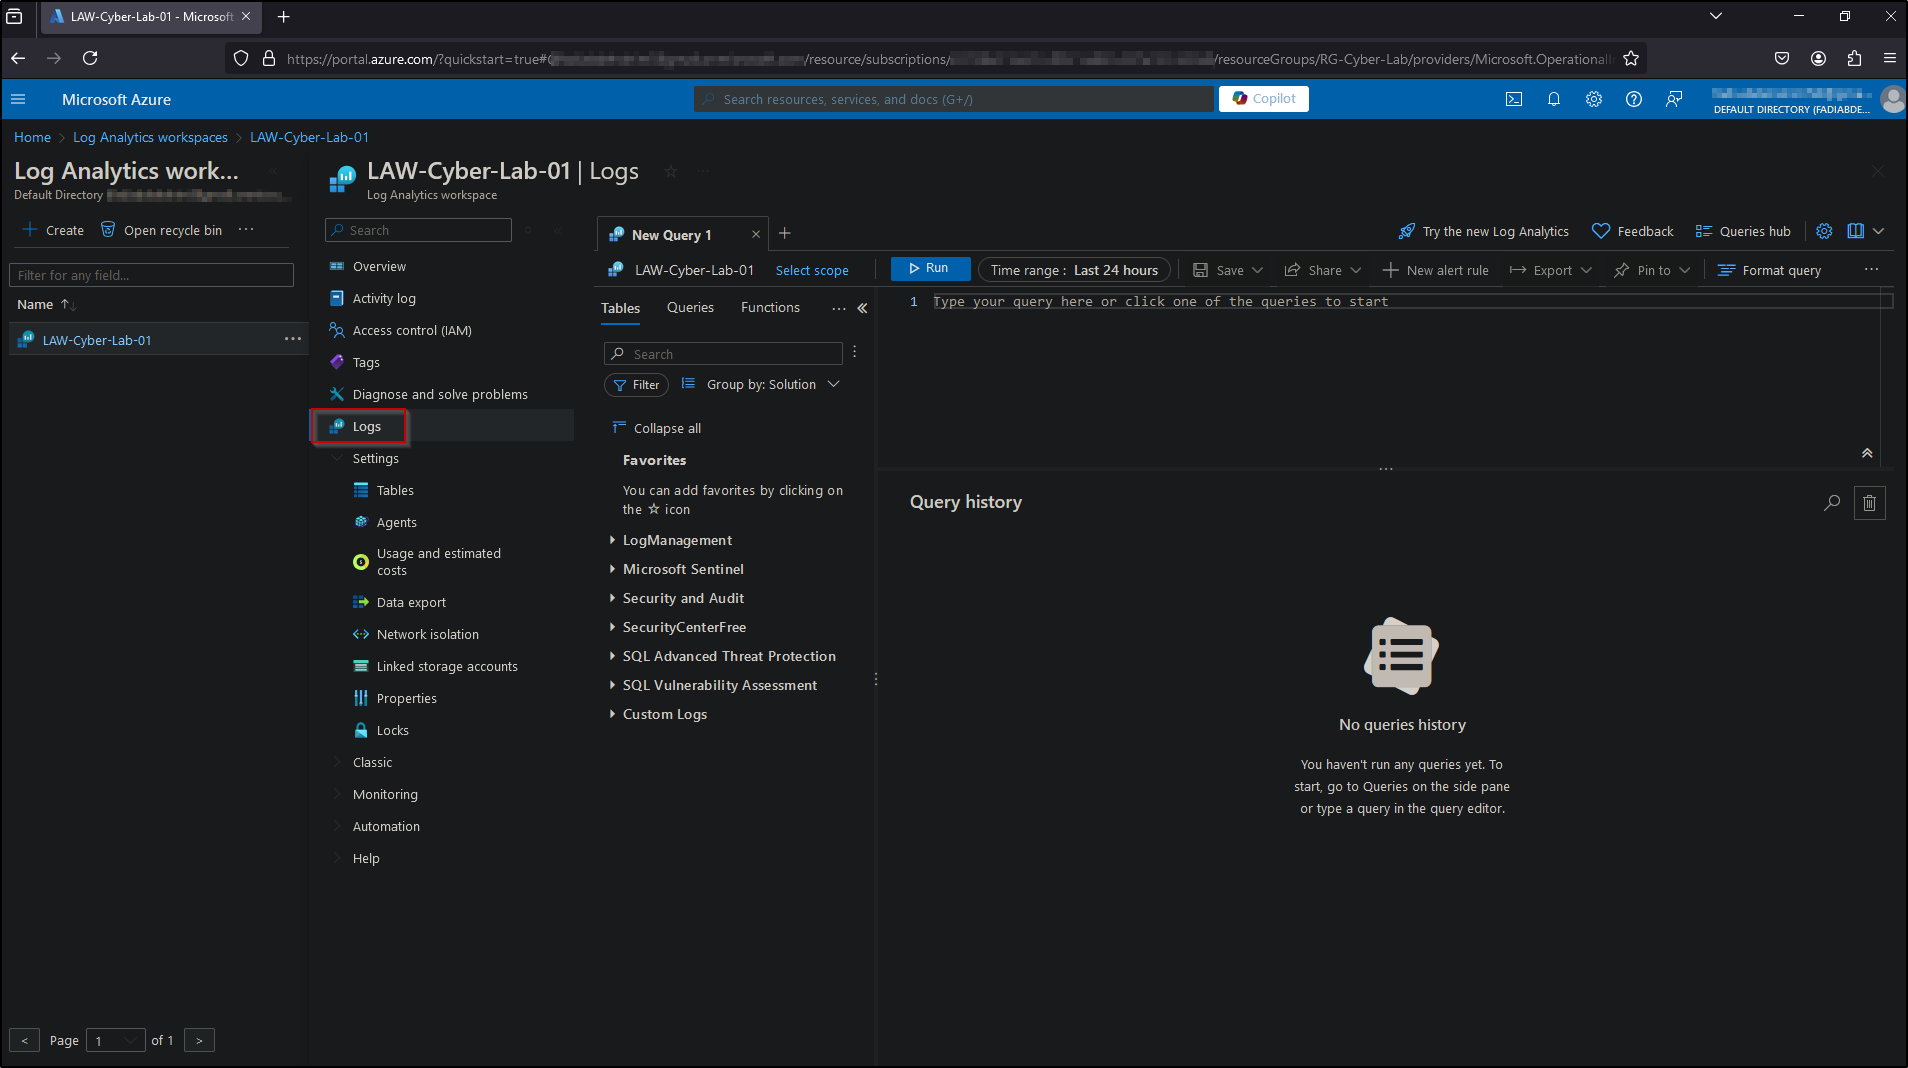 LAW-Cyber-Lab-01 - Microsoft
https://portal.azure.com/?quickstart=true#
/resource/subscriptions/
/resourceGroups/RG-Cyber-Lab/providers/Microsoft.OperationalI
Microsoft Azure
Search resources, services, and docs (G+/)
Copilot
DEFAULT DIRECTORY (FADIABDE...
Home > Log Analytics workspaces > LAW-Cyber-Lab-01
Log Analytics work...
Default Directory
Create
Open recycle bin
...
Filter for any field...
Name
LAW-Cyber-Lab-01
...
< Page 1 of 1 >
LAW-Cyber-Lab-01 | Logs
Log Analytics workspace
Search
Overview
Activity log
Access control (IAM)
Tags
Diagnose and solve problems
Logs
Settings
Tables
Agents
Usage and estimated
costs
Data export
Network isolation
Linked storage accounts
Properties
Locks
Classic
Monitoring
Automation
Help
New Query 1
Try the new Log Analytics
Feedback
Queries hub
LAW-Cyber-Lab-01
Select scope
Run
Time range : Last 24 hours
Save
Share
New alert rule
Export
Pin to
Format query
...
Tables
Queries
Functions
...
Search
Filter
Group by: Solution
Collapse all
Favorites
You can add favorites by clicking on
the ☆ icon
LogManagement
Microsoft Sentinel
Security and Audit
SecurityCenterFree
SQL Advanced Threat Protection
SQL Vulnerability Assessment
Custom Logs
1 Type your query here or click one of the queries to start
Query history
No queries history
You haven't run any queries yet. To
start, go to Queries on the side pane
or type a query in the query editor.